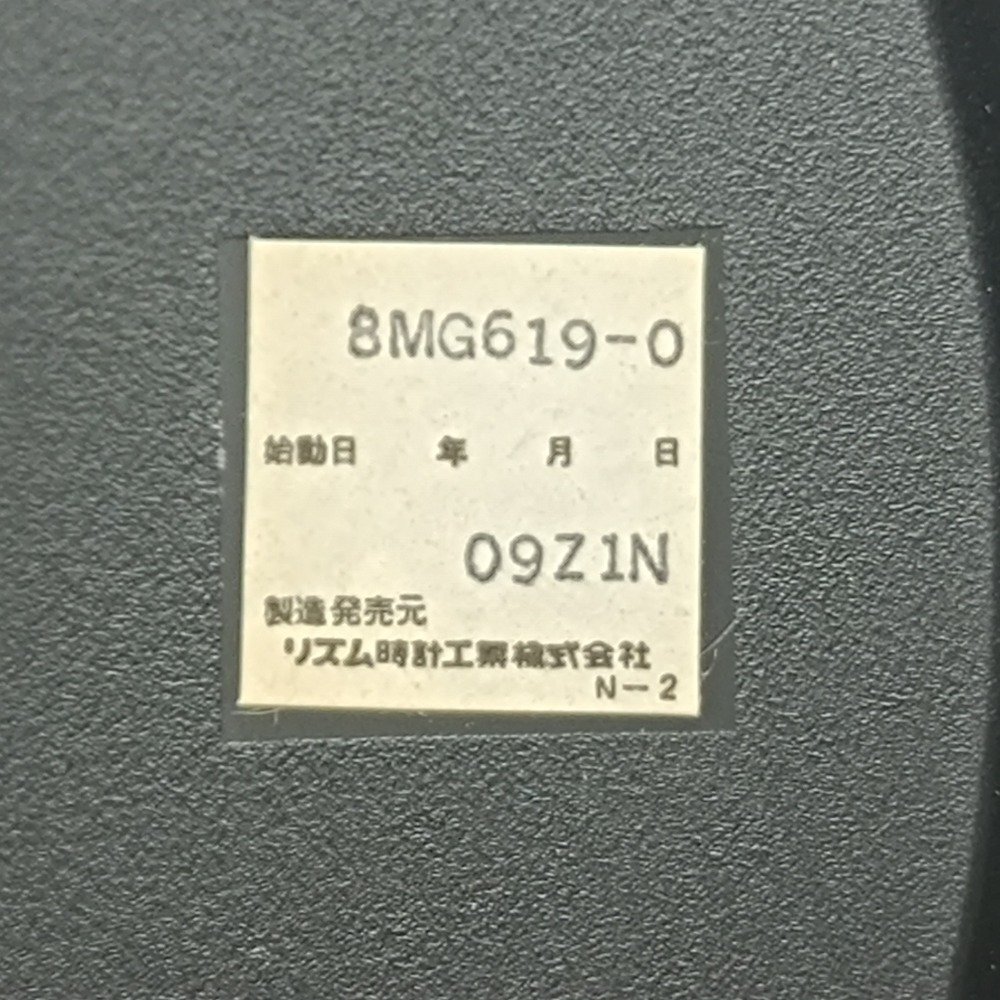 8MG619-0
始動日 年 月 日
09Z1N
製造発売元
リズム時計工業株式会社
N-2